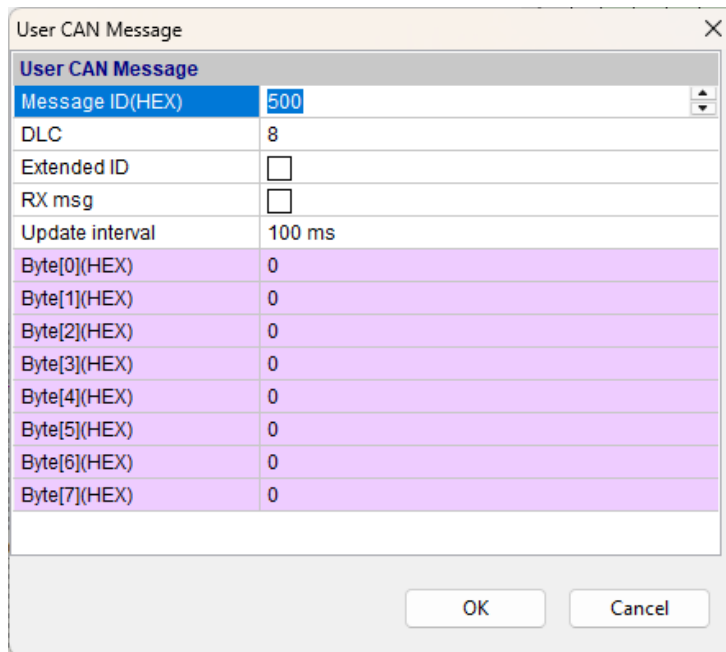 User CAN Message
User CAN Message
Message ID(HEX) 500
DLC 8
Extended ID
RX msg
Update interval 100 ms
Byte[0](HEX) 0
Byte[1](HEX) 0
Byte[2](HEX) 0
Byte[3](HEX) 0
Byte[4](HEX) 0
Byte[5](HEX) 0
Byte[6](HEX) 0
Byte[7](HEX) 0
OK Cancel